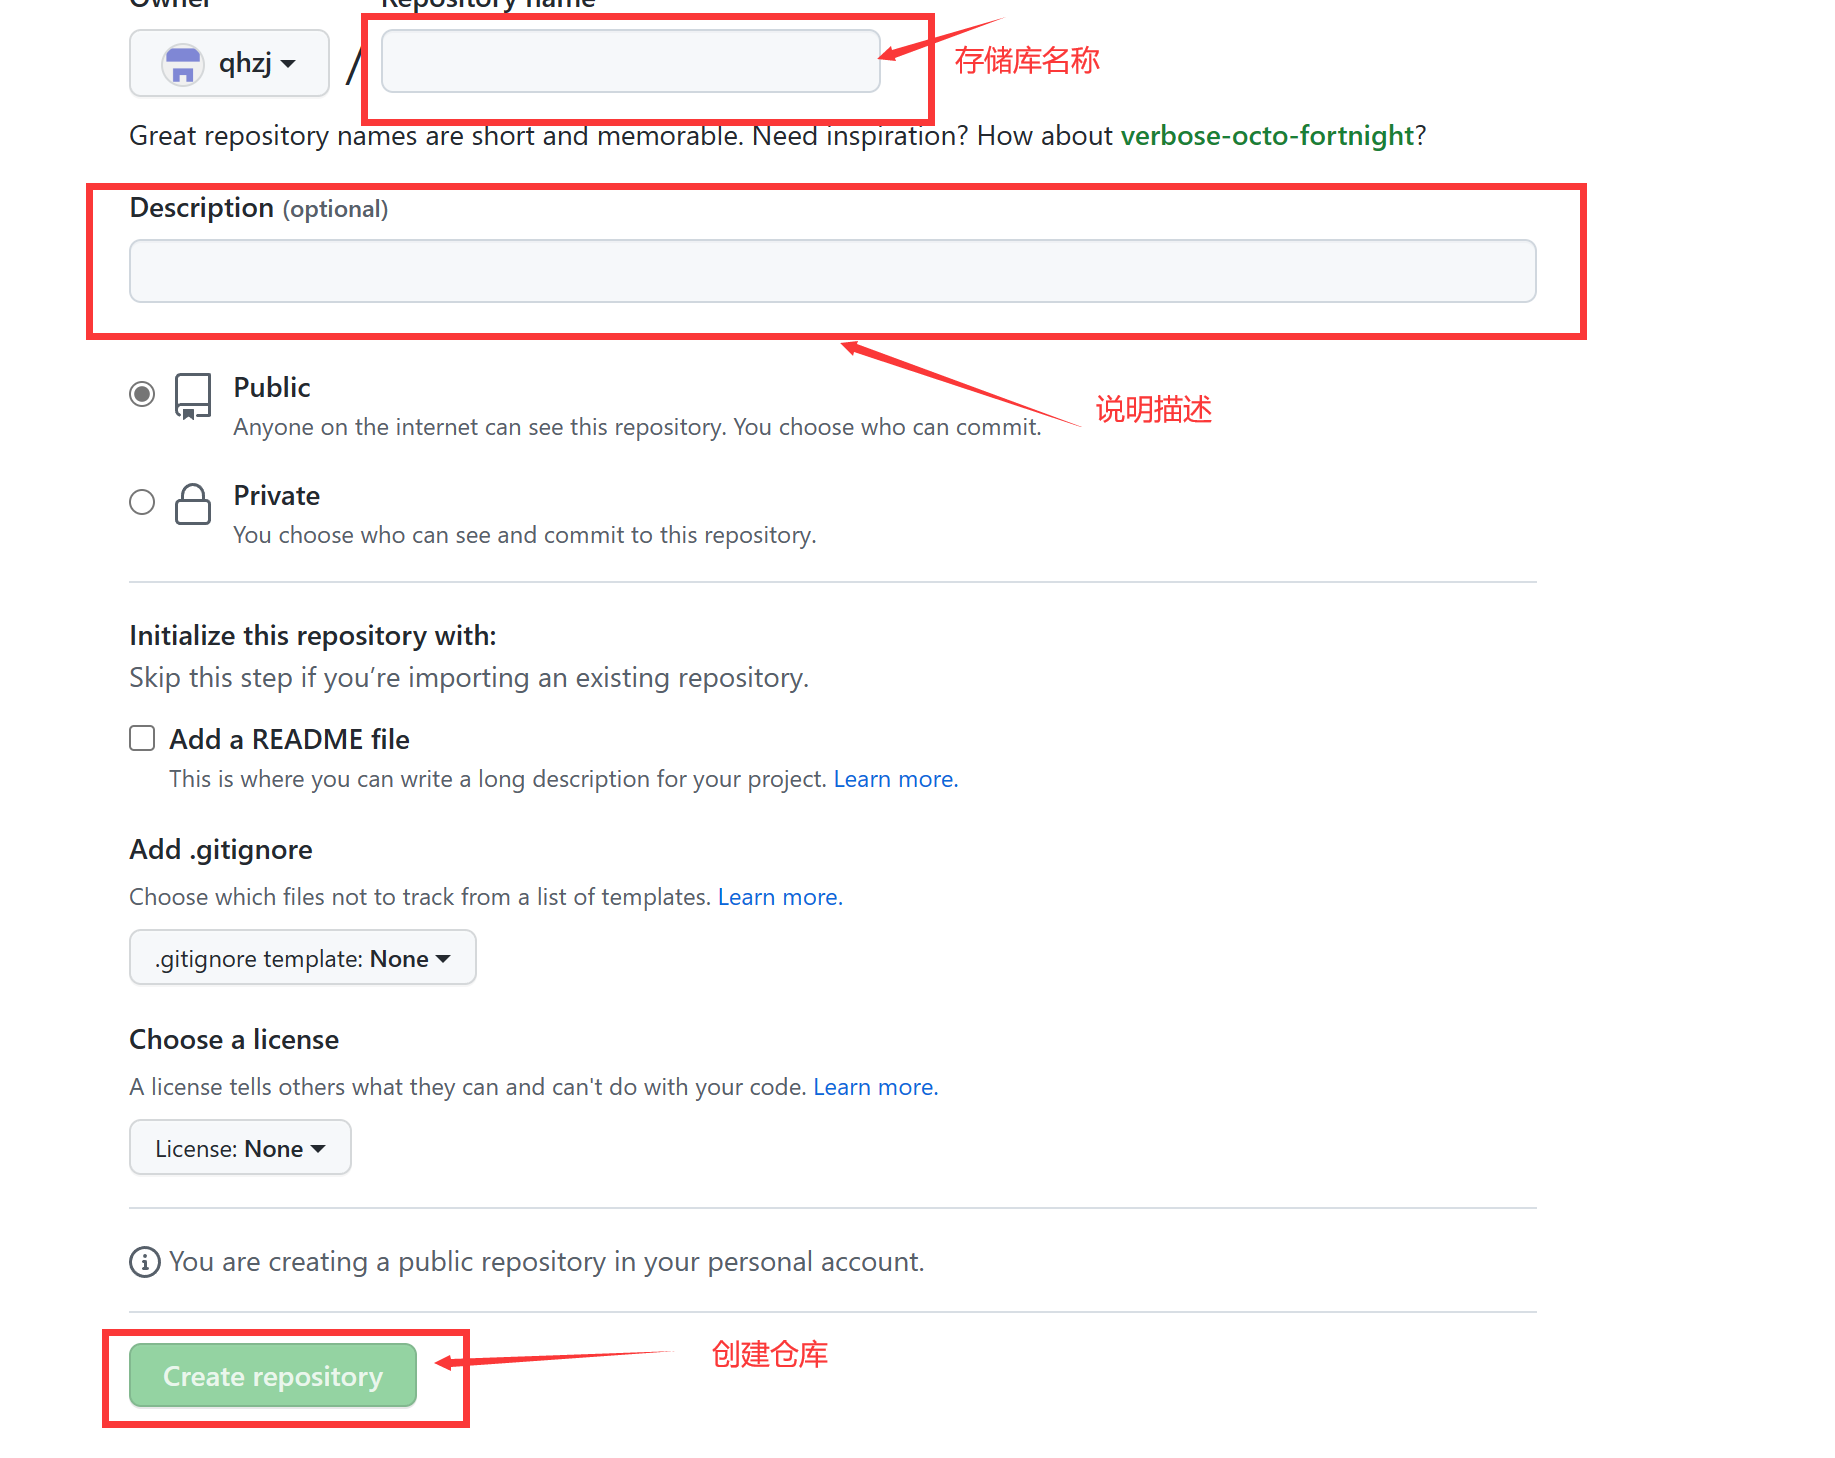 Owner
Repository name
qhzj
/
存储库名称
Great repository names are short and memorable. Need inspiration? How about verbose-octo-fortnight?
Description (optional)
Public
Anyone on the internet can see this repository. You choose who can commit.
说明描述
Private
You choose who can see and commit to this repository.
Initialize this repository with:
Skip this step if you’re importing an existing repository.
Add a README file
This is where you can write a long description for your project. Learn more.
Add .gitignore
Choose which files not to track from a list of templates. Learn more.
.gitignore template: None
Choose a license
A license tells others what they can and can't do with your code. Learn more.
License: None
You are creating a public repository in your personal account.
Create repository
创建仓库